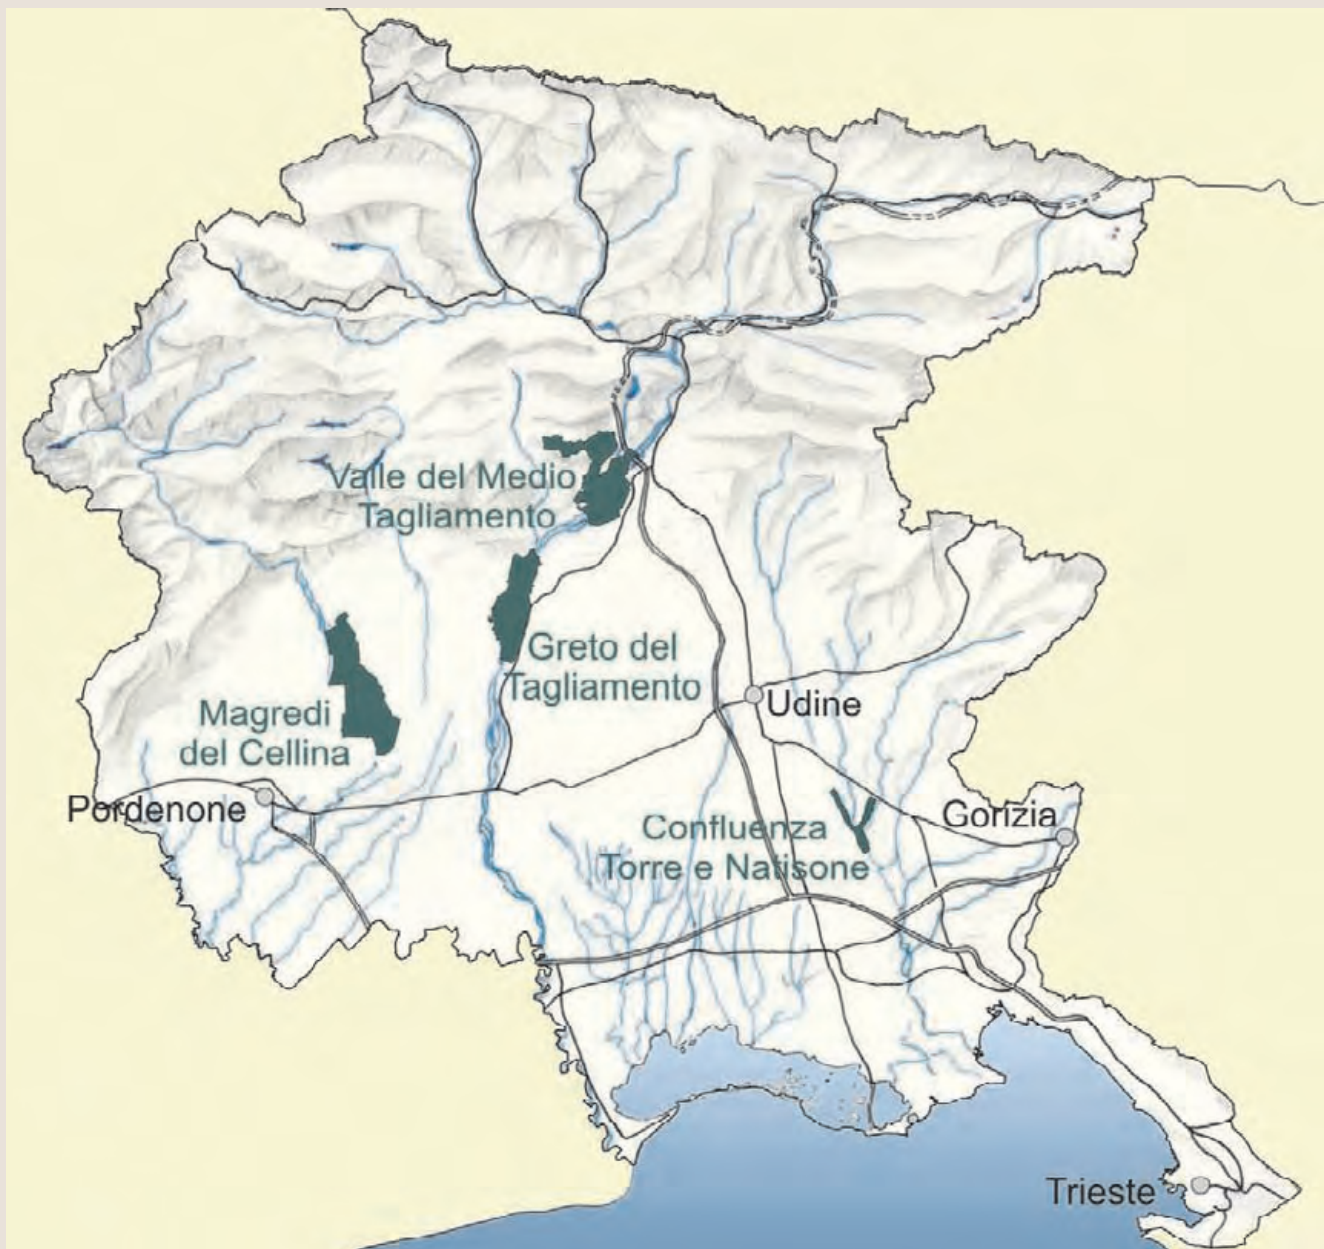 Valle del Medio
Tagliamento
Greto del
Tagliamento
Udine
Magredi
del Cellina
Pordenone
Confluenza
Torre e Natisone
Gorizia
Trieste